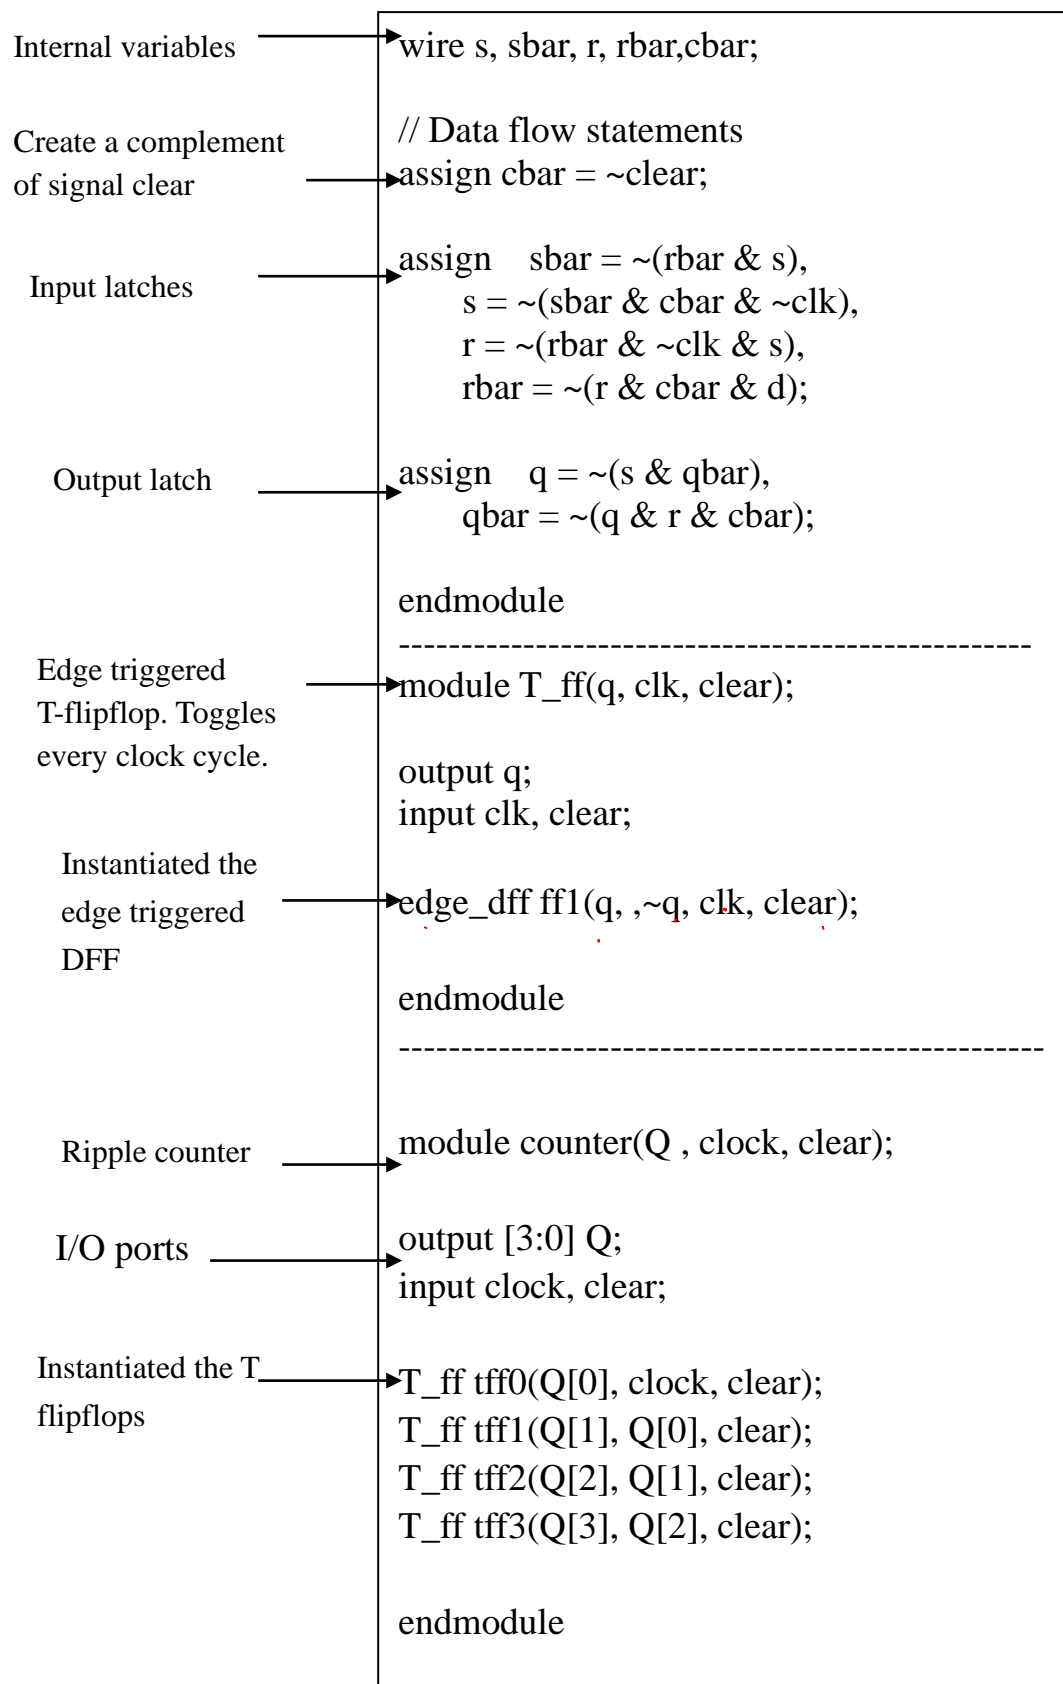 Internal variables
wire s, sbar, r, rbar,cbar;
Create a complement
of signal clear
// Data flow statements
assign cbar = ~clear;
Input latches
assign sbar = ~(rbar & s),
s = ~(sbar & cbar & ~clk),
r = ~(rbar & ~clk & s),
rbar = ~(r & cbar & d);
Output latch
assign q = ~(s & qbar),
qbar = ~(q & r & cbar);
endmodule
---------------------------------------------------
Edge triggered
T-flipflop. Toggles
every clock cycle.
module T_ff(q, clk, clear);
output q;
input clk, clear;
Instantiated the
edge triggered
DFF
edge_dff ff1(q, ,~q, clk, clear);
endmodule
----------------------------------------------------
Ripple counter
module counter(Q , clock, clear);
I/O ports
output [3:0] Q;
input clock, clear;
Instantiated the T
flipflops
T_ff tff0(Q[0], clock, clear);
T_ff tff1(Q[1], Q[0], clear);
T_ff tff2(Q[2], Q[1], clear);
T_ff tff3(Q[3], Q[2], clear);
endmodule